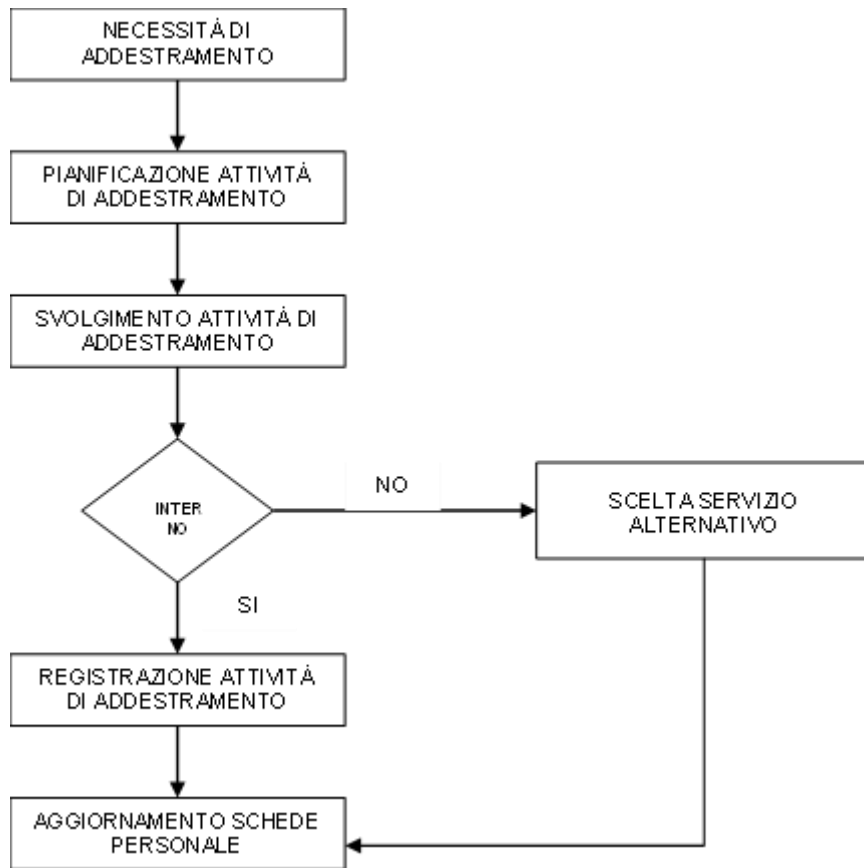 NECESSITÀ DI
ADDESTRAMENTO
PIANIFICAZIONE ATTIVITÀ
DI ADDESTRAMENTO
SVOLGIMENTO ATTIVITÀ DI
ADDESTRAMENTO
INTER
NO
NO
SCELTA SERVIZIO
ALTERNATIVO
SI
REGISTRAZIONE ATTIVITÀ
DI ADDESTRAMENTO
AGGIORNAMENTO SCHEDE
PERSONALE